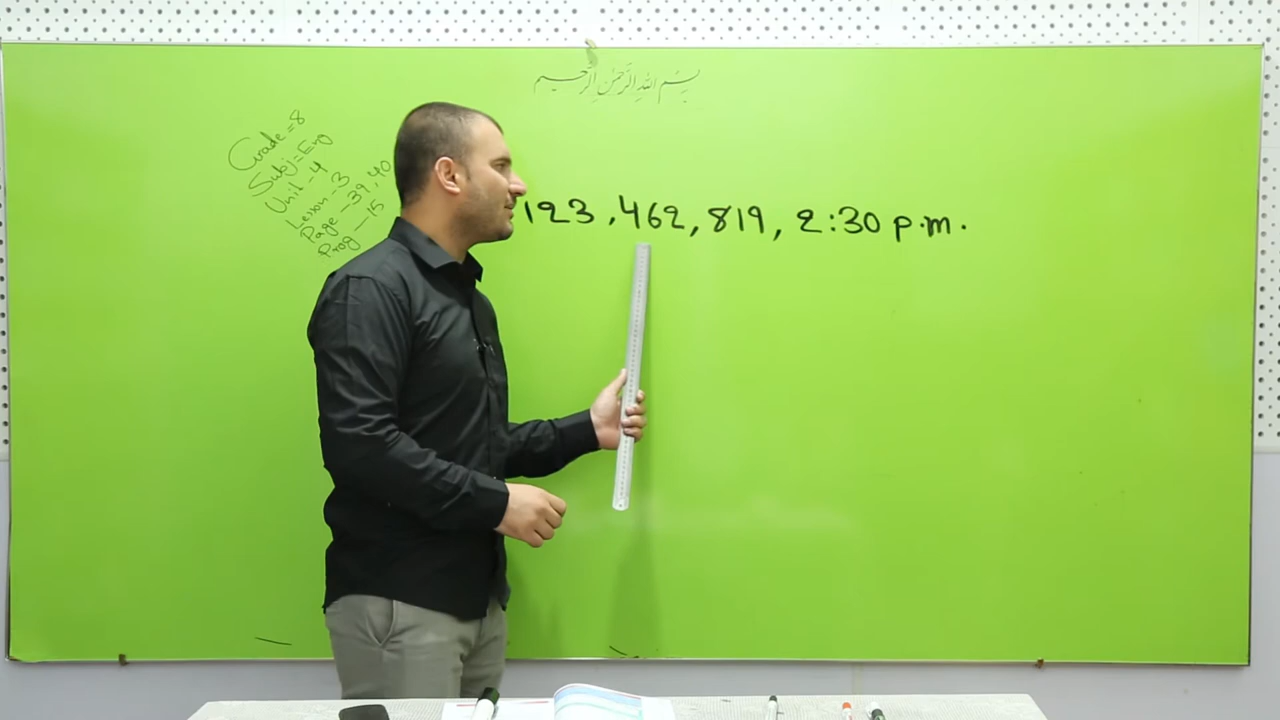 بسم الله الرحمن الرحیم
Grade = 8
Subj = Eng
Unit - 4
Lesson - 3
Page - 39, 40
Prog - 15
123, 462, 819, 2:30 p.m.